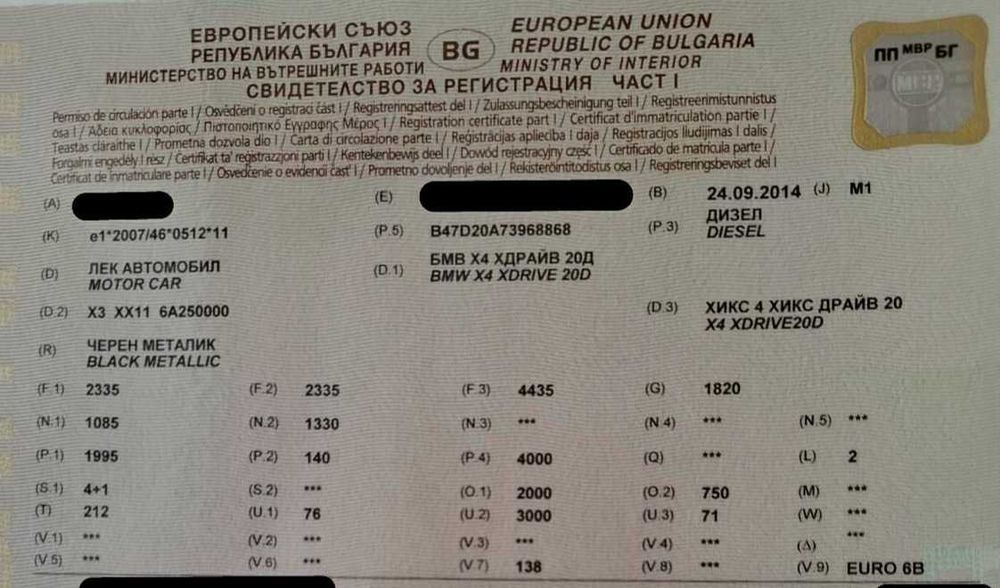 ЕВРОПЕЙСКИ СЪЮЗ
РЕПУБЛИКА БЪЛГАРИЯ
МИНИСТЕРСТВО НА ВЪТРЕШНИТЕ РАБОТИ
BG
EUROPEAN UNION
REPUBLIC OF BULGARIA
MINISTRY OF INTERIOR
СВИДЕТЕЛСТВО ЗА РЕГИСТРАЦИЯ ЧАСТ I
ПП МВР БГ
МВР
Permiso de circulación parte I / Osvědčení o registraci část I / Registreringsattest del I / Zulassungsbescheinigung teil I / Registreerimistunnistus
osa I / Άδεια κυκλοφορίας / Πιστοποιητικό Εγγραφής Μέρος I / Registration certificate part I / Certificat d'immatriculation partie I /
Teastas cláraithe I / Prometna dozvola dio I / Carta di circolazione parte I / Reģistrācijas apliecība I daļa / Registracijos liudijimas I dalis /
Forgalmi engedély I rész / Ċertifikat ta' reġistrazzjoni parti I / Kentekenbewijs deel I / Dowód rejestracyjny część I / Certificado de matrícula parte I /
Certificat de înmatriculare parte I / Osvedčenie o evidencii časť I / Prometno dovoljenje del I / Rekisteröintitodistus osa I / Registreringsbeviset del I
(A) (E) (B) 24.09.2014 (J) M1
(K) e1*2007/46*0512*11 (P.5) B47D20A73968868 (P.3) ДИЗЕЛ
DIESEL
(D) ЛЕК АВТОМОБИЛ (D.1) БМВ Х4 ХДРАЙВ 20Д
MOTOR CAR BMW X4 XDRIVE 20D
(D.2) X3 XX11 6A250000 (D.3) ХИКС 4 ХИКС ДРАЙВ 20
X4 XDRIVE20D
(R) ЧЕРЕН МЕТАЛИК
BLACK METALLIC
(F.1) 2335 (F.2) 2335 (F.3) 4435 (G) 1820
(N.1) 1085 (N.2) 1330 (N.3) *** (N.4) *** (N.5) ***
(P.1) 1995 (P.2) 140 (P.4) 4000 (Q) *** (L) 2
(S.1) 4+1 (S.2) *** (O.1) 2000 (O.2) 750 (M) ***
(T) 212 (U.1) 76 (U.2) 3000 (U.3) 71 (W) ***
(V.1) *** (V.2) *** (V.3) *** (V.4) *** (Δ) ***
(V.5) *** (V.6) *** (V.7) 138 (V.8) *** (V.9) EURO 6B